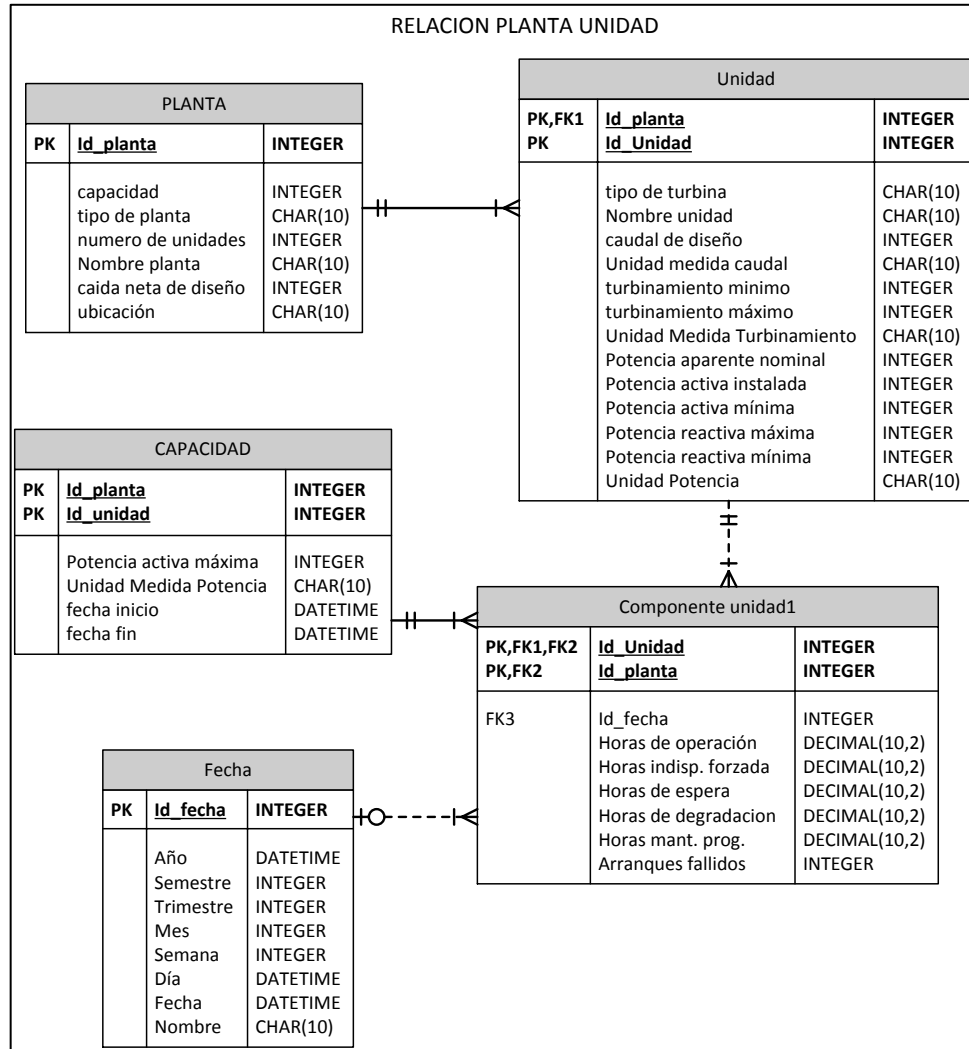 RELACION PLANTA UNIDAD
PLANTA
PK Id_planta INTEGER
capacidad INTEGER
tipo de planta CHAR(10)
numero de unidades INTEGER
Nombre planta CHAR(10)
caida neta de diseño INTEGER
ubicación CHAR(10)
Unidad
PK,FK1 Id_planta INTEGER
PK Id_Unidad INTEGER
tipo de turbina CHAR(10)
Nombre unidad CHAR(10)
caudal de diseño INTEGER
Unidad medida caudal CHAR(10)
turbinamiento minimo INTEGER
turbinamiento máximo INTEGER
Unidad Medida Turbinamiento CHAR(10)
Potencia aparente nominal INTEGER
Potencia activa instalada INTEGER
Potencia activa mínima INTEGER
Potencia reactiva máxima INTEGER
Potencia reactiva mínima INTEGER
Unidad Potencia CHAR(10)
CAPACIDAD
PK Id_planta INTEGER
PK Id_unidad INTEGER
Potencia activa máxima INTEGER
Unidad Medida Potencia CHAR(10)
fecha inicio DATETIME
fecha fin DATETIME
Componente unidad1
PK,FK1,FK2 Id_Unidad INTEGER
PK,FK2 Id_planta INTEGER
FK3 Id_fecha INTEGER
Horas de operación DECIMAL(10,2)
Horas indisp. forzada DECIMAL(10,2)
Horas de espera DECIMAL(10,2)
Horas de degradacion DECIMAL(10,2)
Horas mant. prog. DECIMAL(10,2)
Arranques fallidos INTEGER
Fecha
PK Id_fecha INTEGER
Año DATETIME
Semestre INTEGER
Trimestre INTEGER
Mes INTEGER
Semana INTEGER
Día DATETIME
Fecha DATETIME
Nombre CHAR(10)